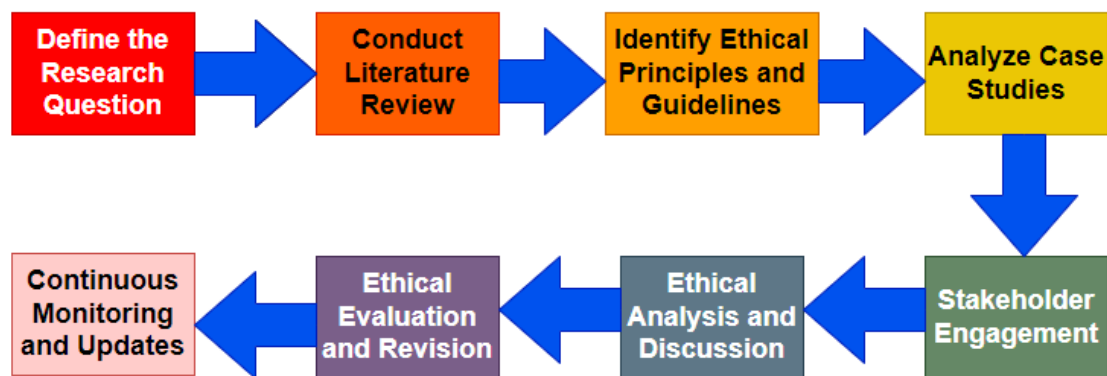 Define the
Research
Question
Conduct
Literature
Review
Identify Ethical
Principles and
Guidelines
Analyze Case
Studies
Stakeholder
Engagement
Ethical
Analysis and
Discussion
Ethical
Evaluation
and Revision
Continuous
Monitoring
and Updates